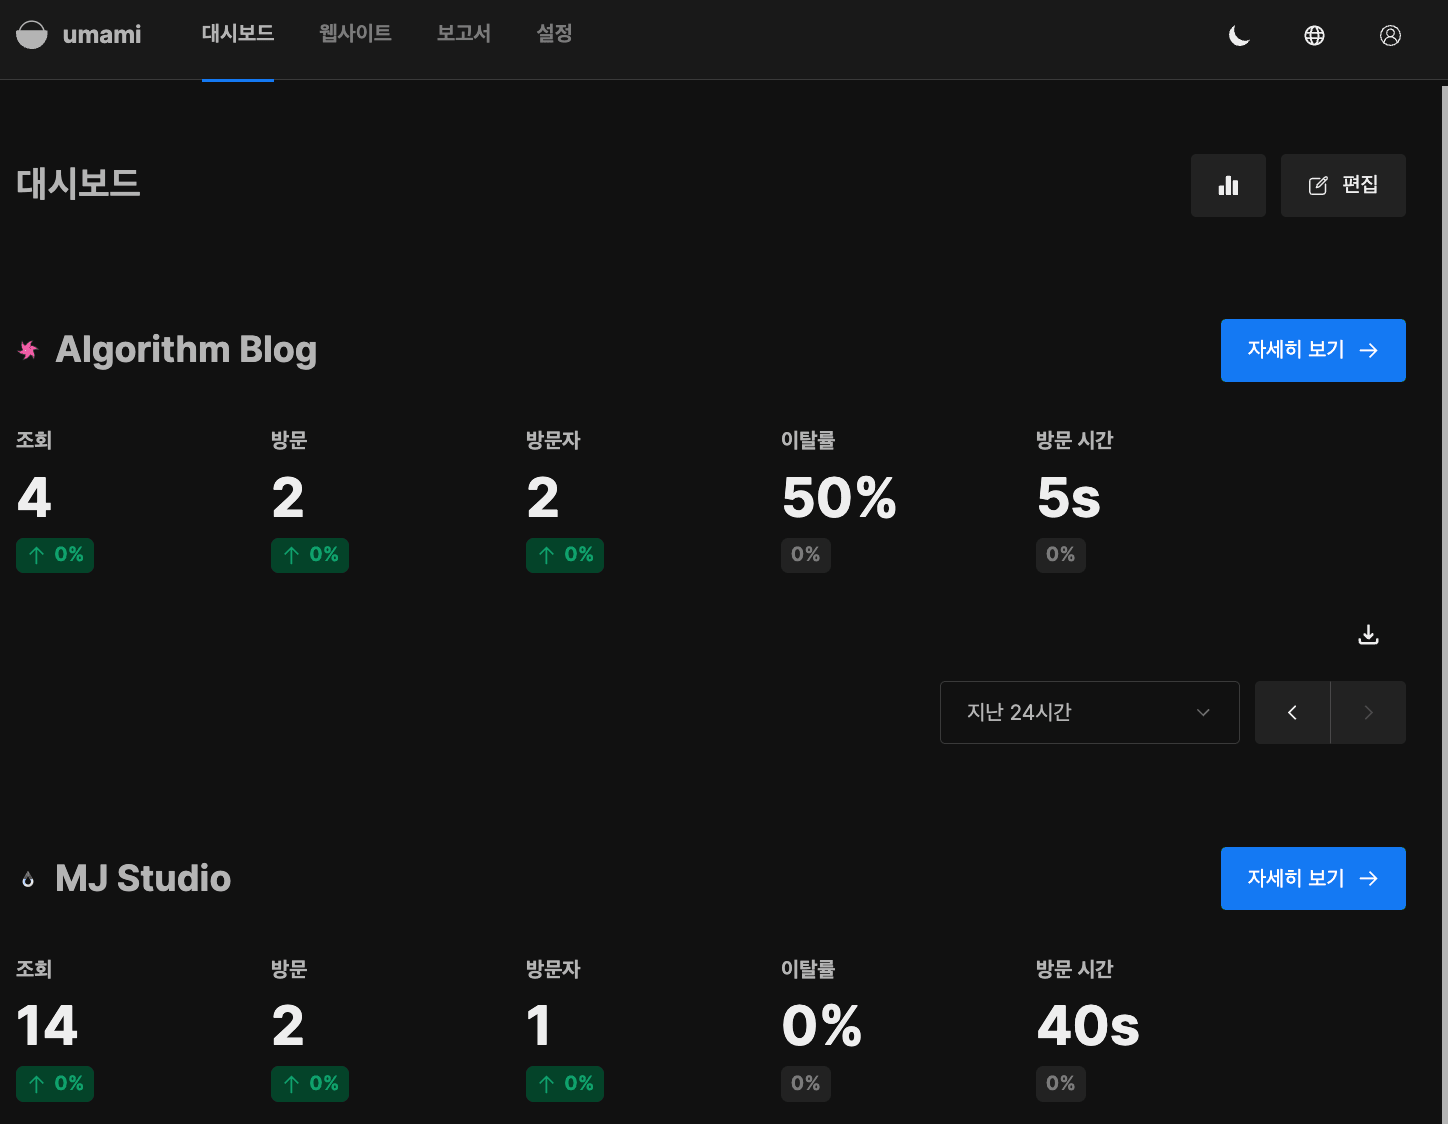 umami 대시보드 웹사이트 보고서 설정
대시보드
편집
Algorithm Blog
자세히 보기
조회 방문 방문자 이탈률 방문 시간
4 2 2 50% 5s
0% 0% 0% 0% 0%
지난 24시간
MJ Studio
자세히 보기
조회 방문 방문자 이탈률 방문 시간
14 2 1 0% 40s
0% 0% 0% 0% 0%